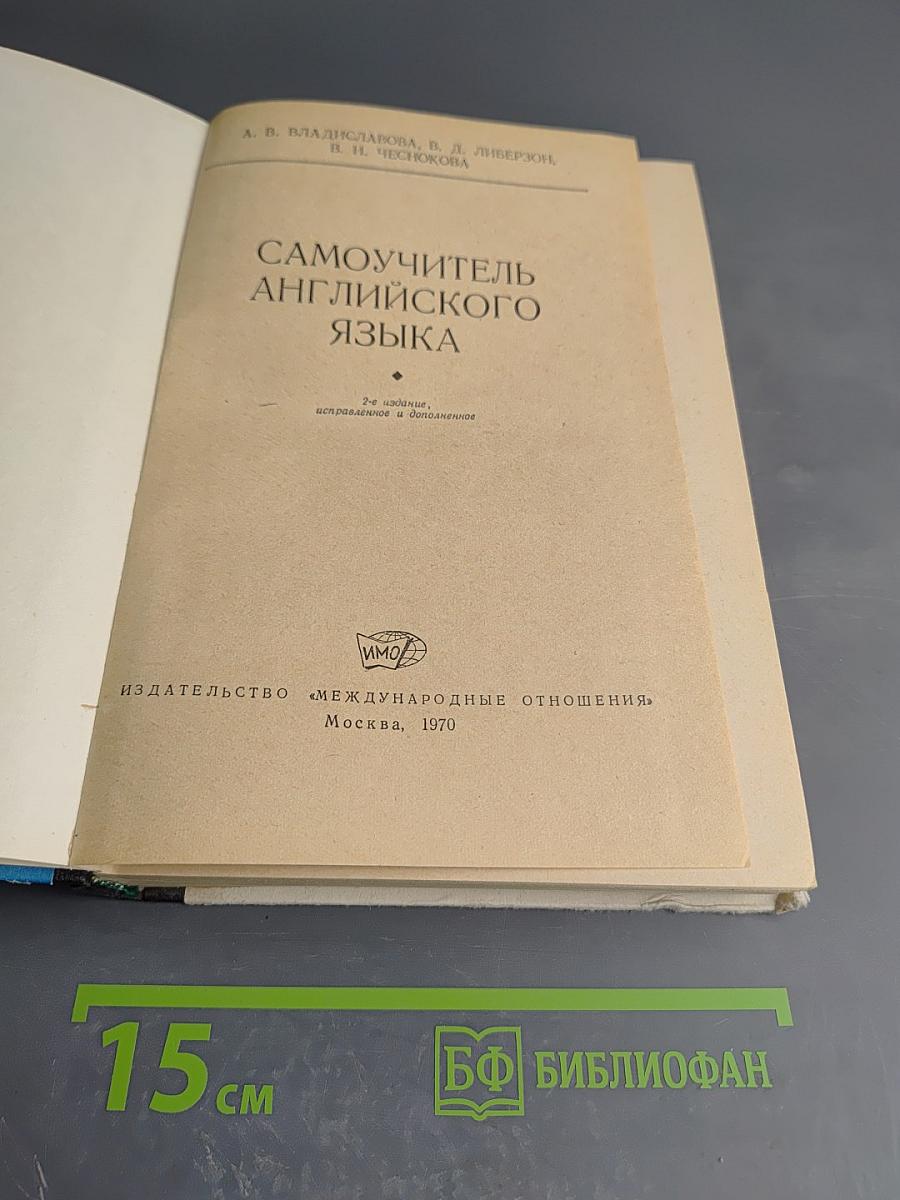 А. В. ВЛАДИСЛАВОВА, В. Д. ЛИБЕРЗОН,
В. И. ЧЕСНОКОВА
САМОУЧИТЕЛЬ
АНГЛИЙСКОГО
ЯЗЫКА
2-е издание,
исправленное и дополненное
ИМО
ИЗДАТЕЛЬСТВО «МЕЖДУНАРОДНЫЕ ОТНОШЕНИЯ»
Москва, 1970
15 см
БФ БИБЛИОФАН